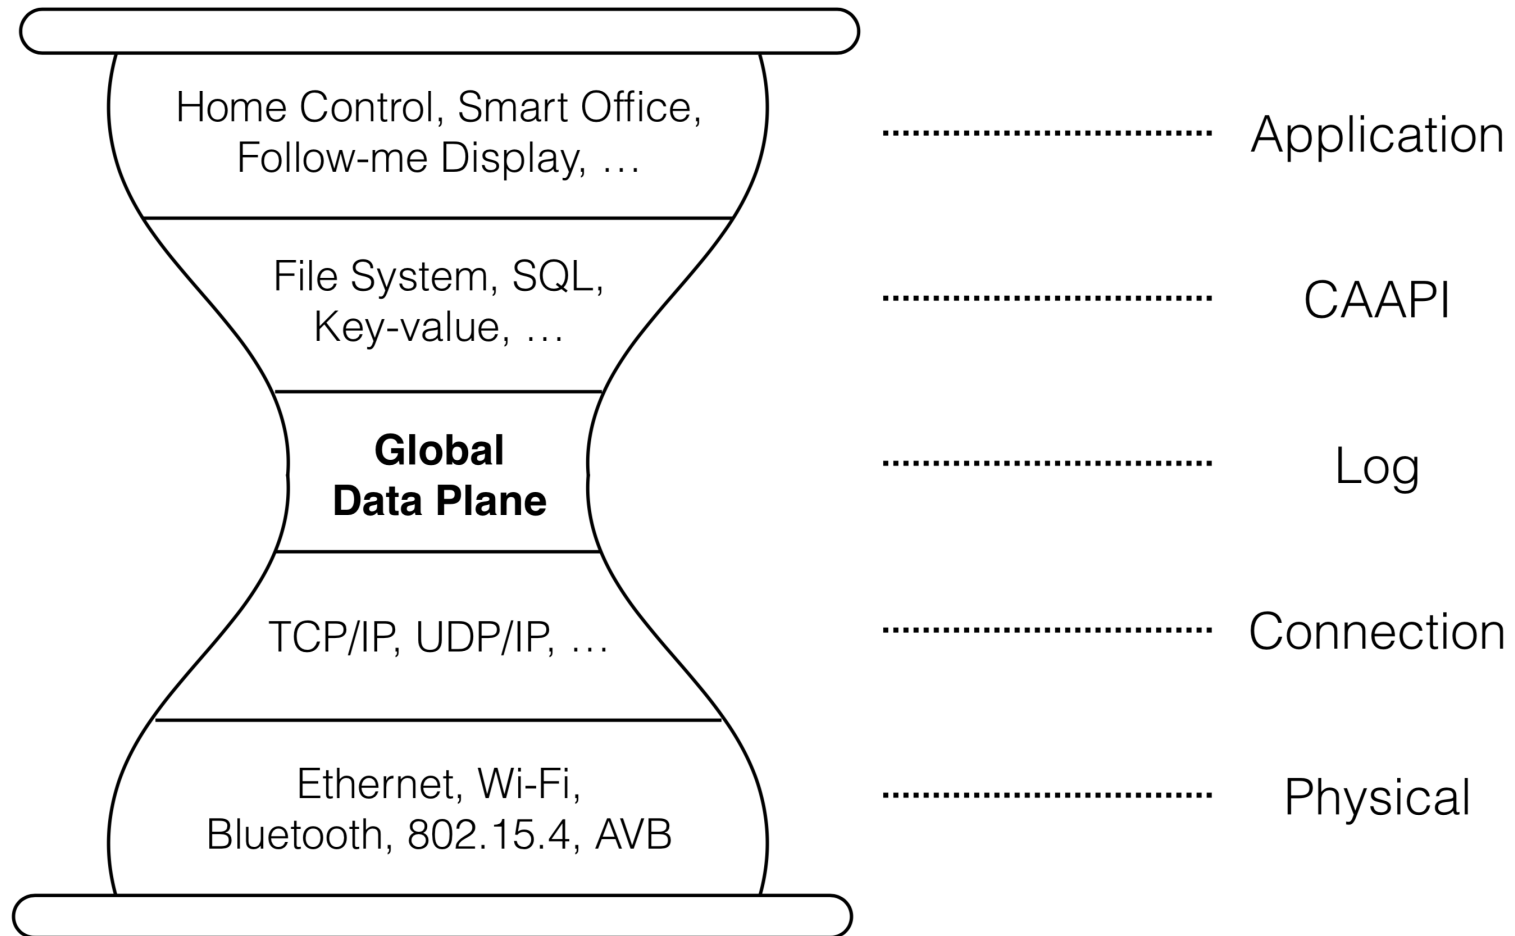 Home Control, Smart Office,
Follow-me Display, …
Application
File System, SQL,
Key-value, …
CAAPI
Global
Data Plane
Log
TCP/IP, UDP/IP, …
Connection
Ethernet, Wi-Fi,
Bluetooth, 802.15.4, AVB
Physical